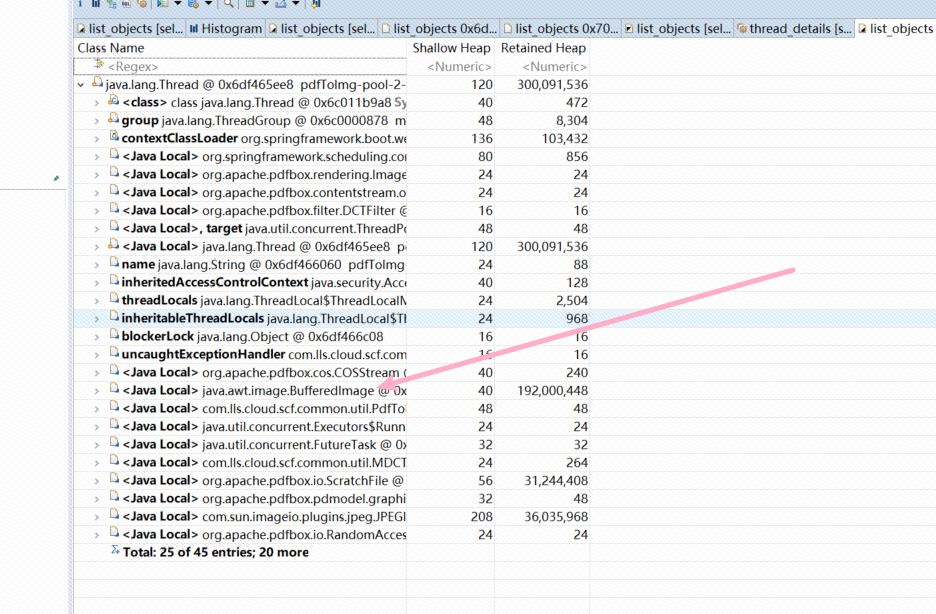 list_objects [sel...
Histogram
list_objects [sel...
list_objects 0x6d...
list_objects 0x70...
list_objects [sel...
thread_details [s...
list_objects
Class Name Shallow Heap Retained Heap
<Regex> <Numeric> <Numeric>
java.lang.Thread @ 0x6df465ee8 pdfToImg-pool-2- 120 300,091,536
<class> class java.lang.Thread @ 0x6c011b9a8 Sy 40 472
group java.lang.ThreadGroup @ 0x6c0000878 m 48 8,304
contextClassLoader org.springframework.boot.we 136 103,432
<Java Local> org.springframework.scheduling.co 80 856
<Java Local> org.apache.pdfbox.rendering.Image 24 24
<Java Local> org.apache.pdfbox.contentstream.o 24 24
<Java Local> org.apache.pdfbox.filter.DCTFilter @ 16 16
<Java Local>, target java.util.concurrent.ThreadPo 48 48
<Java Local> java.lang.Thread @ 0x6df465ee8 p 120 300,091,536
name java.lang.String @ 0x6df466060 pdfToImg 24 88
inheritedAccessControlContext java.security.Acce 40 128
threadLocals java.lang.ThreadLocal$ThreadLocalM 24 2,504
inheritableThreadLocals java.lang.ThreadLocal$Th 24 968
blockerLock java.lang.Object @ 0x6df466c08 16 16
uncaughtExceptionHandler com.lls.cloud.scf.com 16 16
<Java Local> org.apache.pdfbox.cos.COSStream 40 240
<Java Local> java.awt.image.BufferedImage @ 0x 40 192,000,448
<Java Local> com.lls.cloud.scf.common.util.PdfTo 48 48
<Java Local> java.util.concurrent.Executors$Runn 24 24
<Java Local> java.util.concurrent.FutureTask @ 0x 32 32
<Java Local> com.lls.cloud.scf.common.util.MDCT 24 264
<Java Local> org.apache.pdfbox.io.ScratchFile @ 56 31,244,408
<Java Local> org.apache.pdfbox.pdmodel.graphi 32 48
<Java Local> com.sun.imageio.plugins.jpeg.JPEGI 208 36,035,968
<Java Local> org.apache.pdfbox.io.RandomAcces 24 24
Total: 25 of 45 entries; 20 more